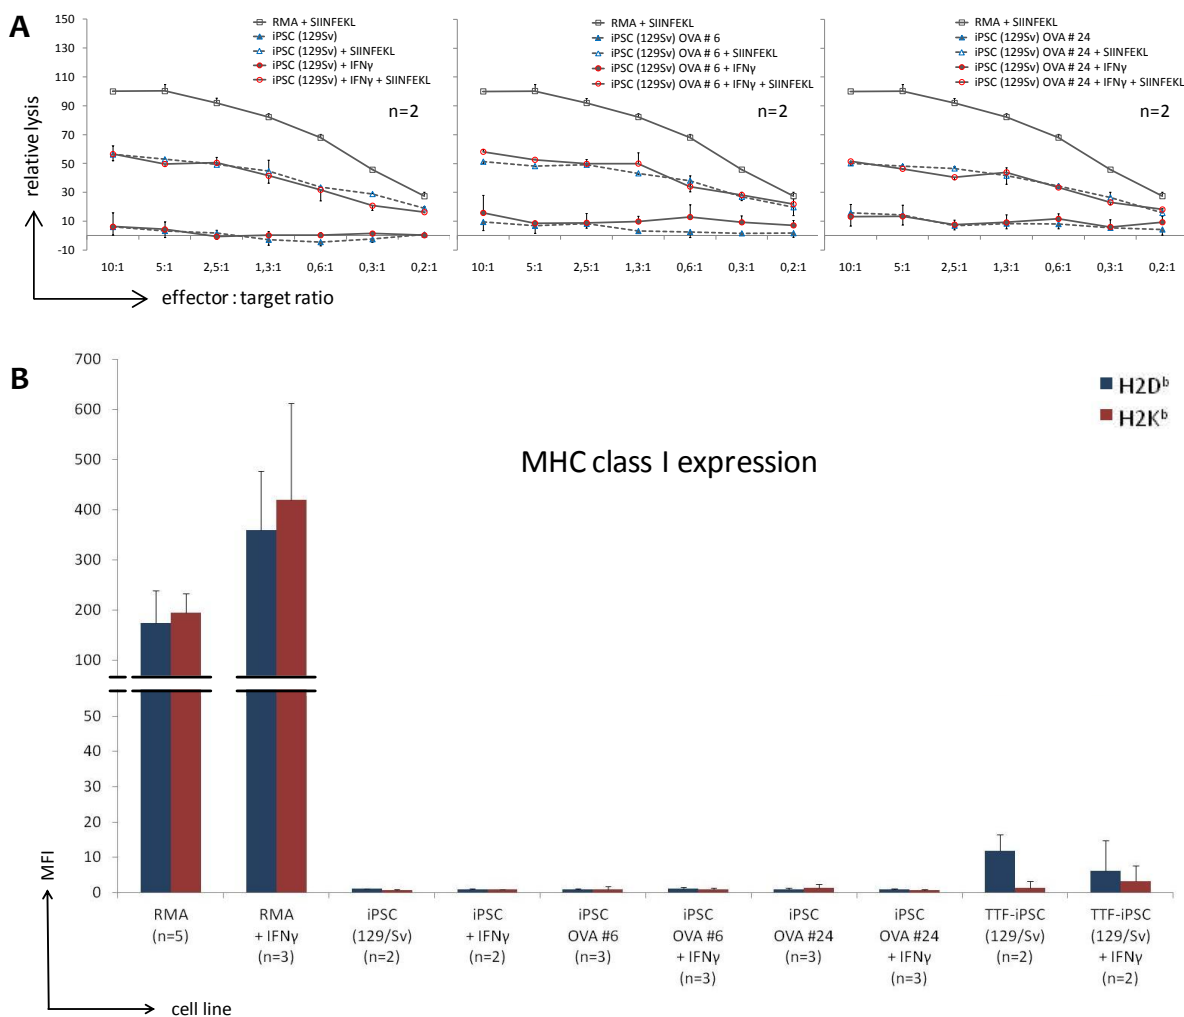 A
relative lysis
150
130
110
90
70
50
30
10
-10
RMA + SIINFEKL
iPSC (129Sv)
iPSC (129Sv) + SIINFEKL
iPSC (129Sv) + IFNγ
iPSC (129Sv) + IFNγ + SIINFEKL
n=2
10:1 5:1 2,5:1 1,3:1 0,6:1 0,3:1 0,2:1
RMA + SIINFEKL
iPSC (129Sv) OVA # 6
iPSC (129Sv) OVA # 6 + SIINFEKL
iPSC (129Sv) OVA # 6 + IFNγ
iPSC (129Sv) OVA # 6 + IFNγ + SIINFEKL
n=2
10:1 5:1 2,5:1 1,3:1 0,6:1 0,3:1 0,2:1
RMA + SIINFEKL
iPSC (129Sv) OVA # 24
iPSC (129Sv) OVA # 24 + SIINFEKL
iPSC (129Sv) OVA # 24 + IFNγ
iPSC (129Sv) OVA # 24 + IFNγ + SIINFEKL
n=2
10:1 5:1 2,5:1 1,3:1 0,6:1 0,3:1 0,2:1
effector : target ratio
B
MHC class I expression
H2Dᵇ
H2Kᵇ
700
600
500
400
300
200
100
50
40
30
20
10
0
MFI
RMA
(n=5)
RMA
+ IFNγ
(n=3)
iPSC
(129/Sv)
(n=2)
iPSC
+ IFNγ
(n=2)
iPSC
OVA #6
(n=3)
iPSC
OVA #6
+ IFNγ
(n=3)
iPSC
OVA #24
(n=3)
iPSC
OVA #24
+ IFNγ
(n=3)
TTF-iPSC
(129/Sv)
(n=2)
TTF-iPSC
(129/Sv)
+ IFNγ
(n=2)
cell line